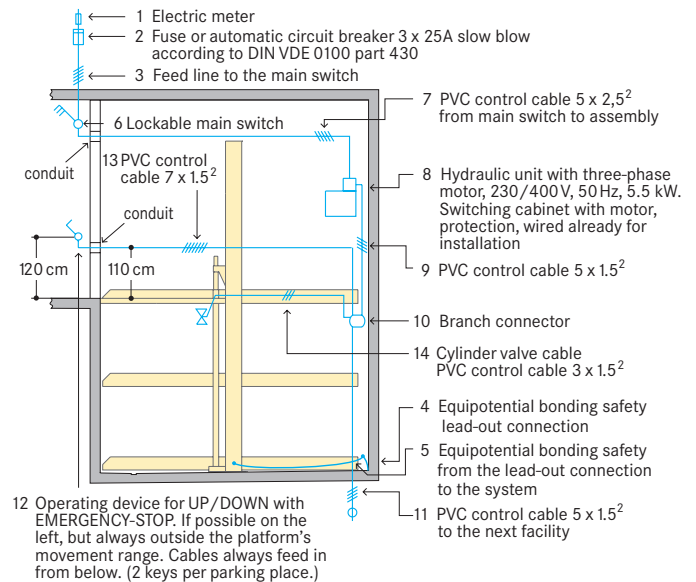 1 Electric meter
2 Fuse or automatic circuit breaker 3 x 25A slow blow
according to DIN VDE 0100 part 430
3 Feed line to the main switch
6 Lockable main switch
7 PVC control cable 5 x 2,5²
from main switch to assembly
conduit
13 PVC control
cable 7 x 1.5²
8 Hydraulic unit with three-phase
motor, 230/400 V, 50 Hz, 5.5 kW.
Switching cabinet with motor,
protection, wired already for
installation
conduit
120 cm
110 cm
9 PVC control cable 5 x 1.5²
10 Branch connector
14 Cylinder valve cable
PVC control cable 3 x 1.5²
4 Equipotential bonding safety
lead-out connection
5 Equipotential bonding safety
from the lead-out connection
to the system
12 Operating device for UP/DOWN with
EMERGENCY-STOP. If possible on the
left, but always outside the platform's
movement range. Cables always feed in
from below. (2 keys per parking place.)
11 PVC control cable 5 x 1.5²
to the next facility